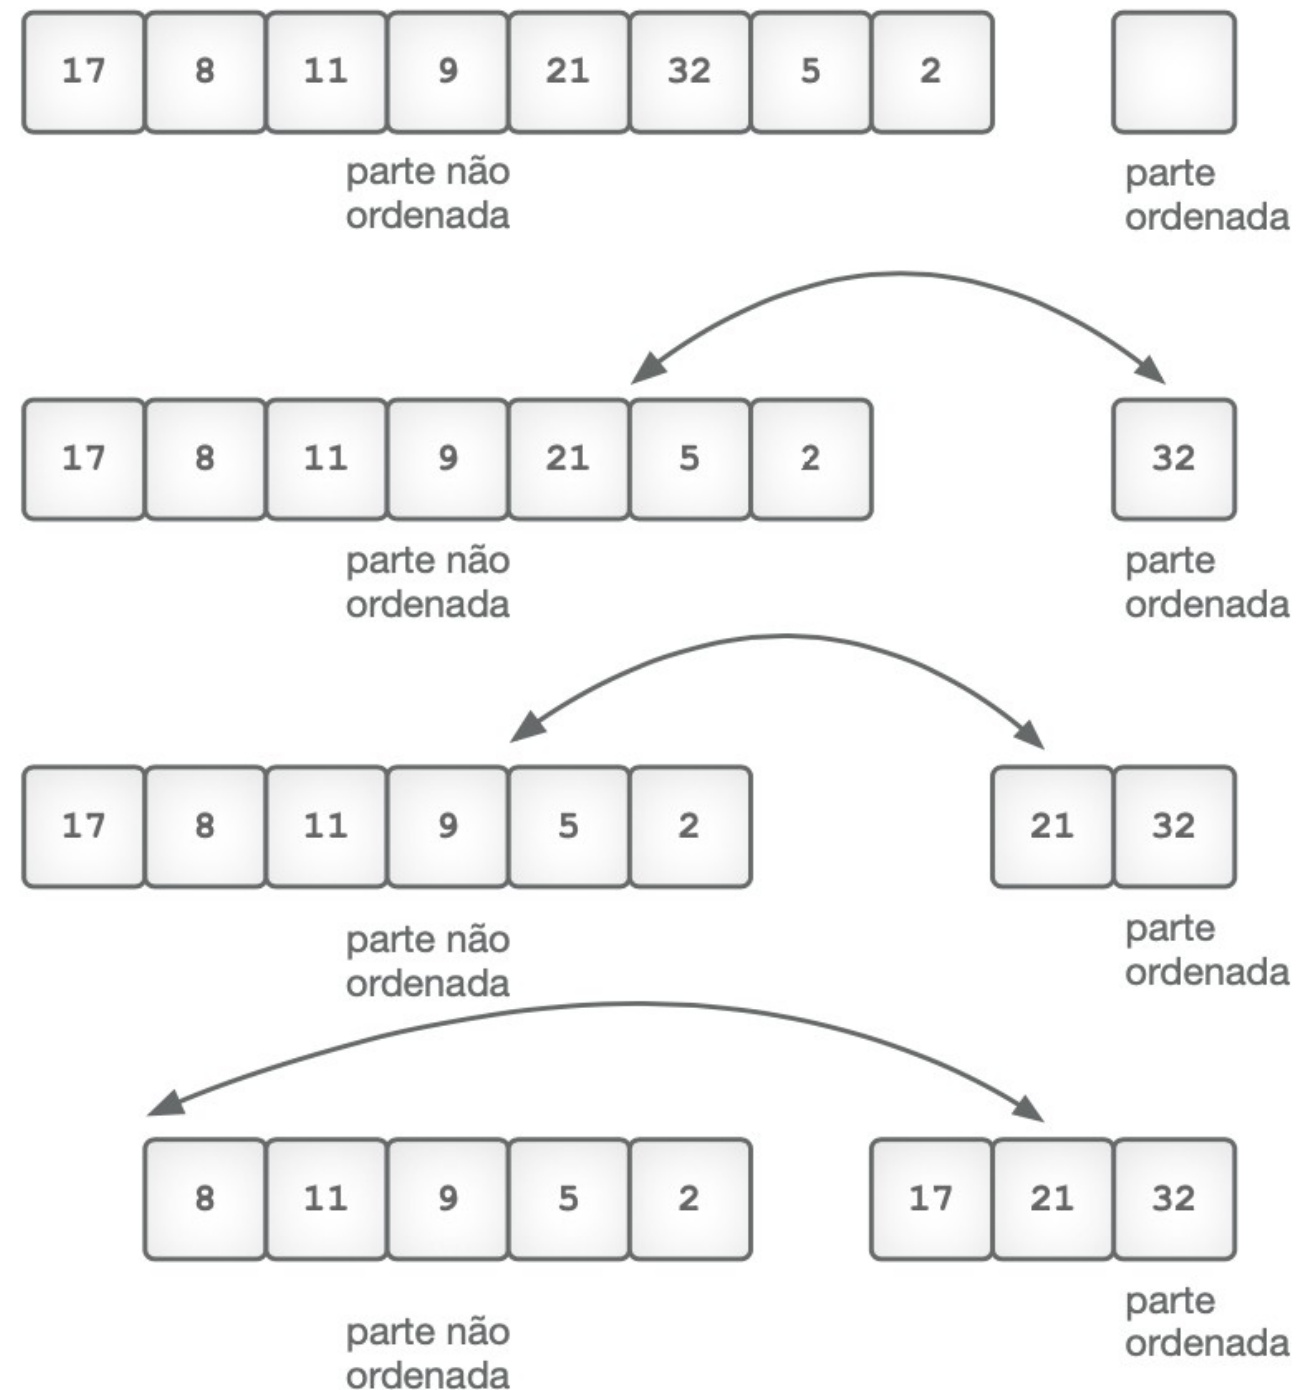 17 8 11 9 21 32 5 2
parte não
ordenada
parte
ordenada
17 8 11 9 21 5 2
32
parte não
ordenada
parte
ordenada
17 8 11 9 5 2
21 32
parte não
ordenada
parte
ordenada
8 11 9 5 2
17 21 32
parte não
ordenada
parte
ordenada